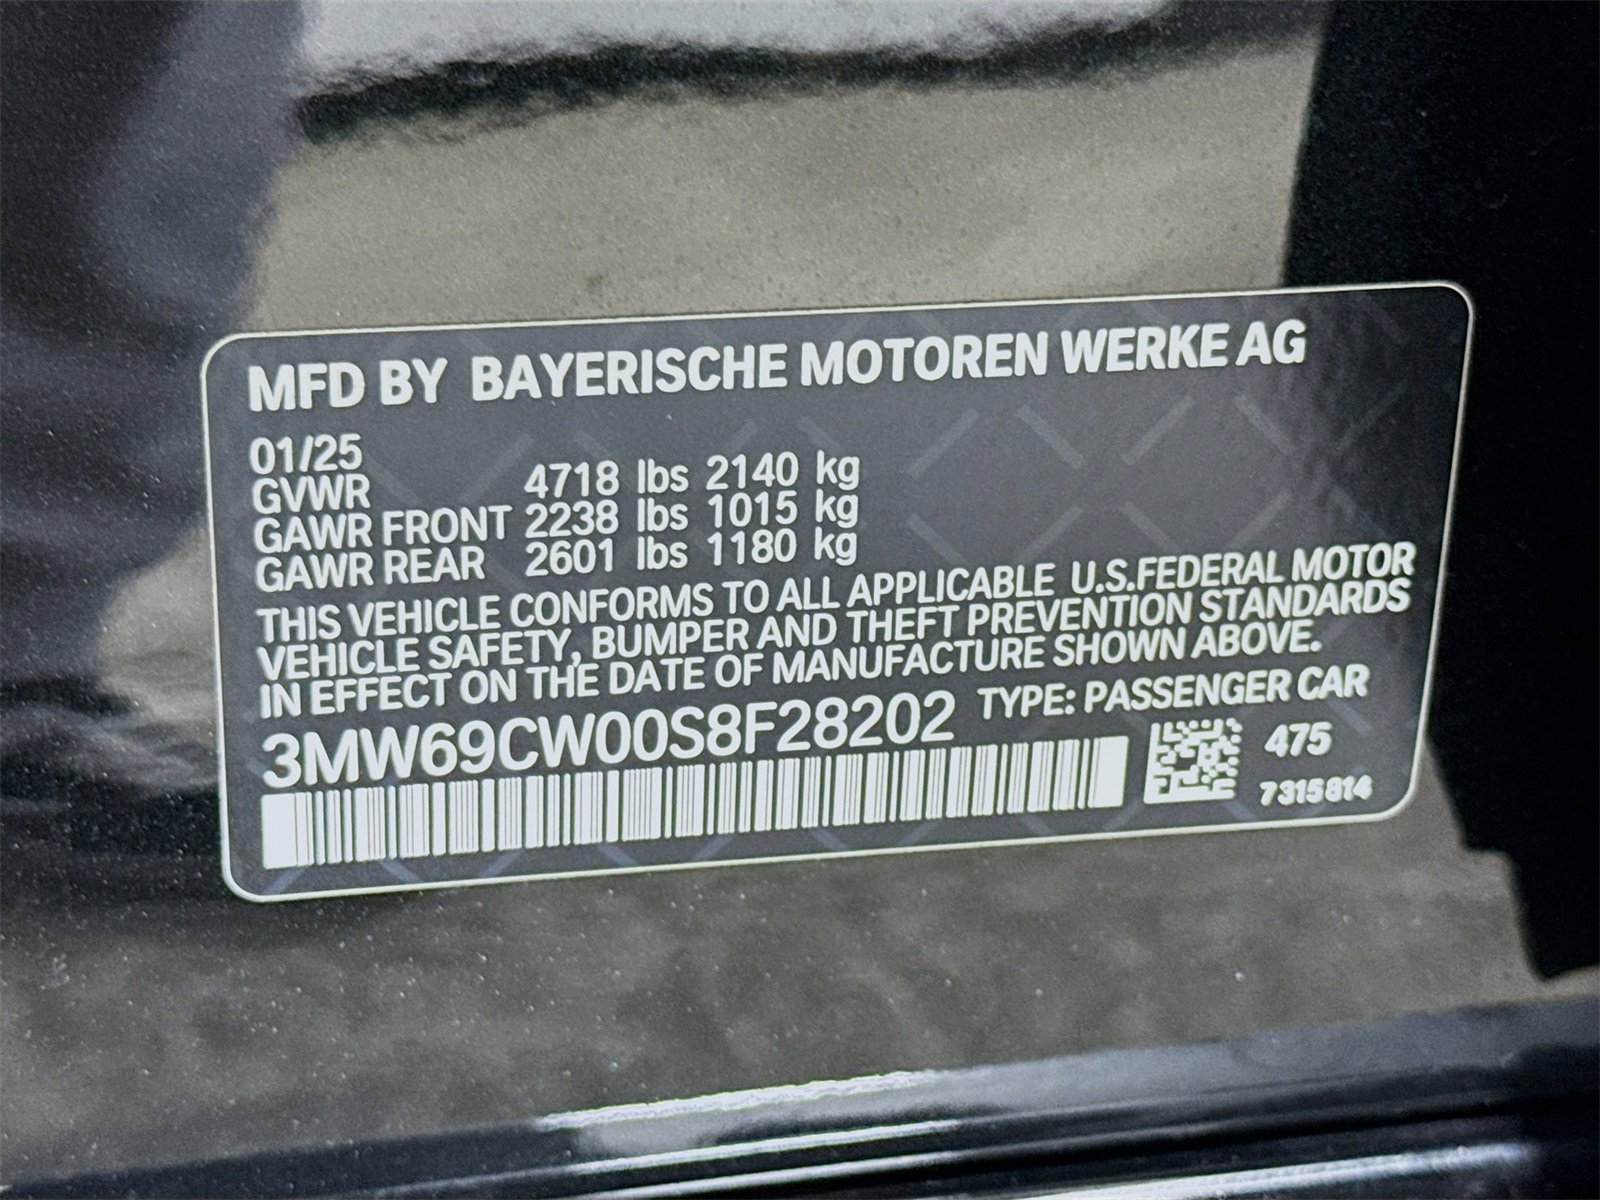 MFD BY BAYERISCHE MOTOREN WERKE AG
01/25
GVWR 4718 lbs 2140 kg
GAWR FRONT 2238 lbs 1015 kg
GAWR REAR 2601 lbs 1180 kg
THIS VEHICLE CONFORMS TO ALL APPLICABLE U.S.FEDERAL MOTOR
VEHICLE SAFETY, BUMPER AND THEFT PREVENTION STANDARDS
IN EFFECT ON THE DATE OF MANUFACTURE SHOWN ABOVE.
3MW69CW00S8F28202 TYPE: PASSENGER CAR
475
7315814